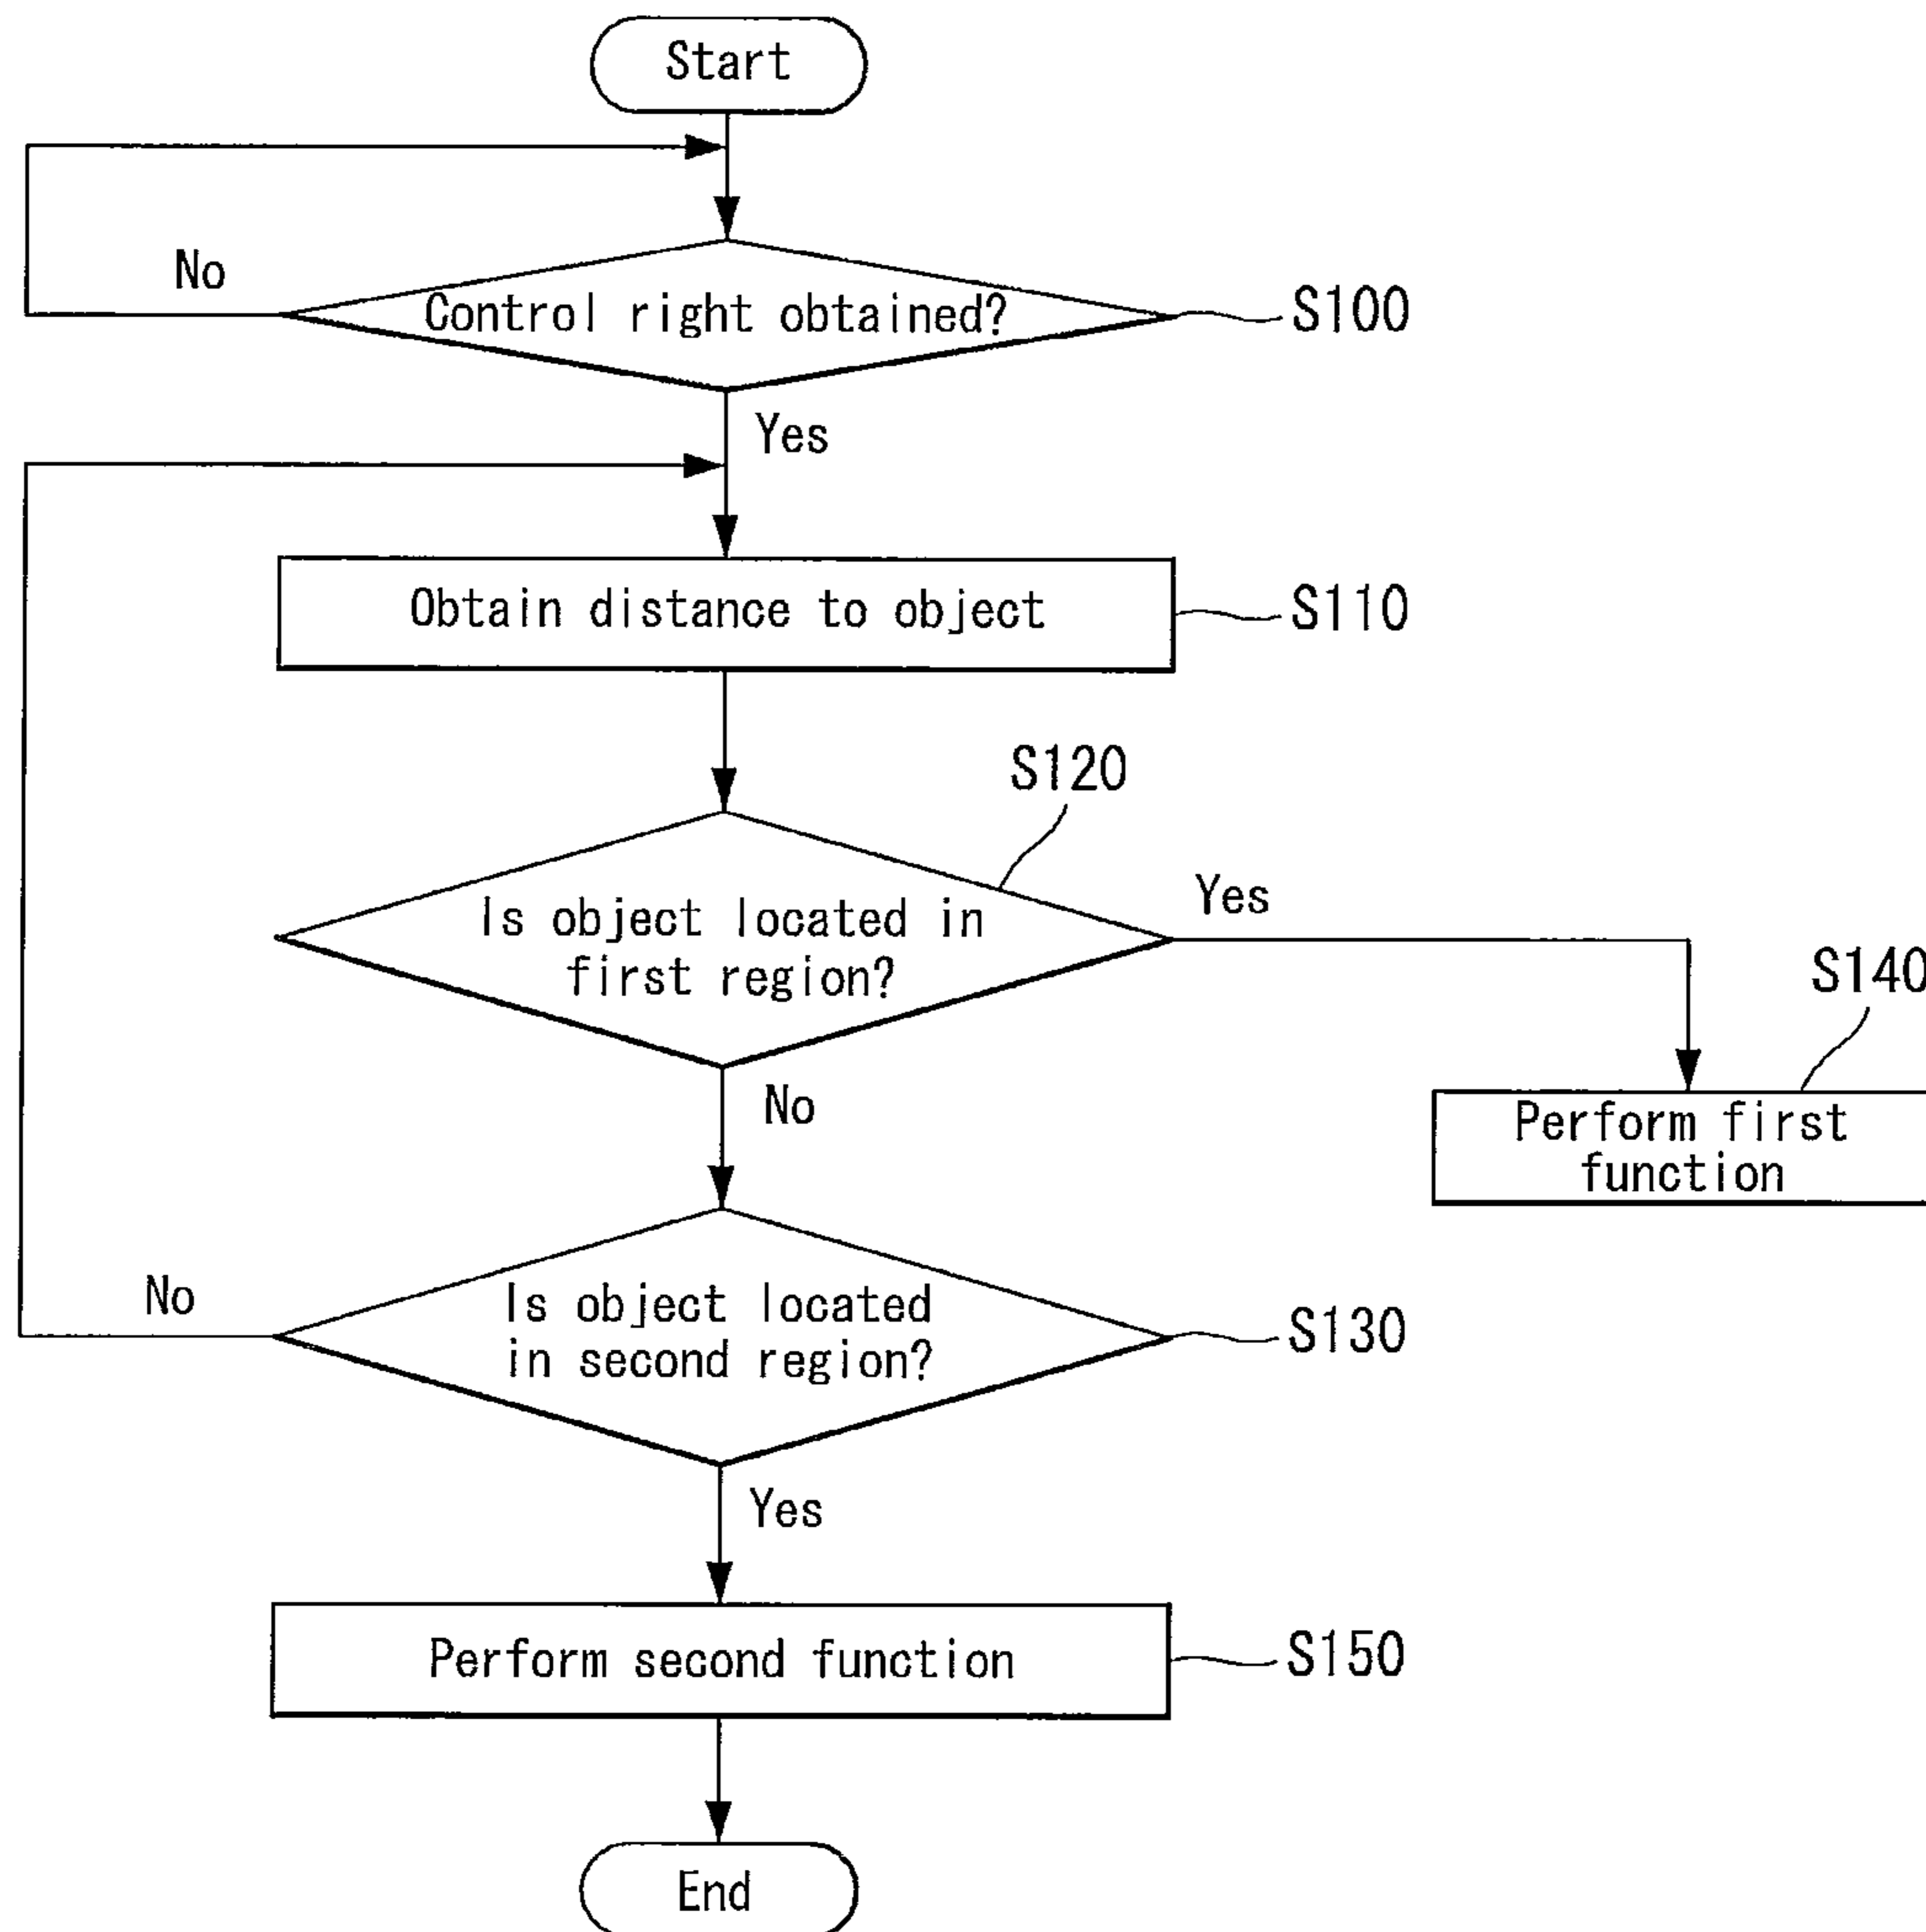 Start
No
Control right obtained?
S100
Yes
Obtain distance to object
S110
S120
Is object located in
first region?
Yes
S140
No
Perform first
function
No
Is object located
in second region?
S130
Yes
Perform second function
S150
End